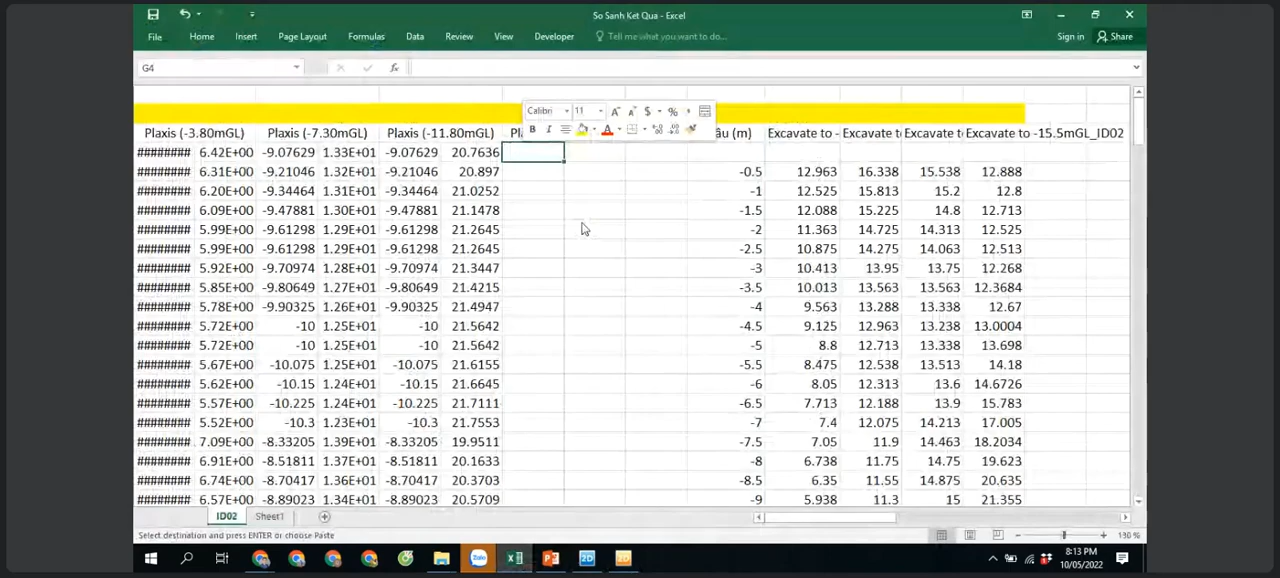 So Sanh Ket Qua - Excel
File Home Insert Page Layout Formulas Data Review View Developer Tell me what you want to do... Sign in Share
G4 fx
Calibri 11 A A $ % ,
B I A
Plaxis (-3.80mGL) Plaxis (-7.30mGL) Plaxis (-11.80mGL) (m) Excavate to - Excavate t Excavate t Excavate to -15.5mGL_ID02
######## 6.42E+00 -9.07629 1.33E+01 -9.07629 20.7636
######## 6.31E+00 -9.21046 1.32E+01 -9.21046 20.897 -0.5 12.963 16.338 15.538 12.888
######## 6.20E+00 -9.34464 1.31E+01 -9.34464 21.0252 -1 12.525 15.813 15.2 12.8
######## 6.09E+00 -9.47881 1.30E+01 -9.47881 21.1478 -1.5 12.088 15.225 14.8 12.713
######## 5.99E+00 -9.61298 1.29E+01 -9.61298 21.2645 -2 11.363 14.725 14.313 12.525
######## 5.99E+00 -9.61298 1.29E+01 -9.61298 21.2645 -2.5 10.875 14.275 14.063 12.513
######## 5.92E+00 -9.70974 1.28E+01 -9.70974 21.3447 -3 10.413 13.95 13.75 12.268
######## 5.85E+00 -9.80649 1.27E+01 -9.80649 21.4215 -3.5 10.013 13.563 13.563 12.3684
######## 5.78E+00 -9.90325 1.26E+01 -9.90325 21.4947 -4 9.563 13.288 13.338 12.67
######## 5.72E+00 -10 1.25E+01 -10 21.5642 -4.5 9.125 12.963 13.238 13.0004
######## 5.72E+00 -10 1.25E+01 -10 21.5642 -5 8.8 12.713 13.338 13.698
######## 5.67E+00 -10.075 1.24E+01 -10.075 21.6155 -5.5 8.475 12.538 13.513 14.18
######## 5.62E+00 -10.15 1.24E+01 -10.15 21.6645 -6 8.05 12.313 13.6 14.6726
######## 5.57E+00 -10.225 1.24E+01 -10.225 21.7111 -6.5 7.713 12.188 13.9 15.783
######## 5.52E+00 -10.3 1.23E+01 -10.3 21.7553 -7 7.4 12.075 14.213 17.005
######## 7.09E+00 -8.33205 1.39E+01 -8.33205 19.9511 -7.5 7.05 11.9 14.463 18.2034
######## 6.91E+00 -8.51811 1.37E+01 -8.51811 20.1633 -8 6.738 11.75 14.75 19.623
######## 6.74E+00 -8.70417 1.36E+01 -8.70417 20.3703 -8.5 6.35 11.55 14.875 20.635
######## 6.57E+00 -8.89023 1.34E+01 -8.89023 20.5709 -9 5.938 11.3 15 21.355
ID02 Sheet1
Select destination and press ENTER or choose Paste 130 %
Zalo 2D 2D 8:13 PM
10/05/2022